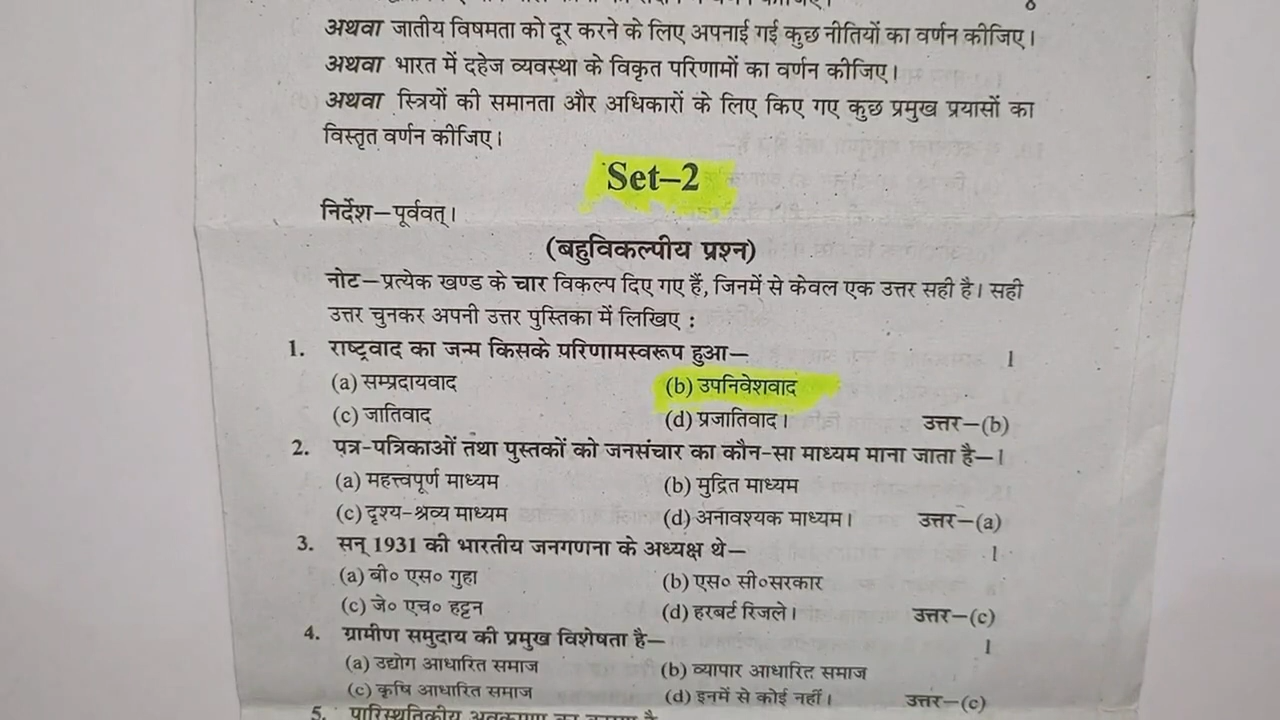 8
अथवा जातीय विषमता को दूर करने के लिए अपनाई गई कुछ नीतियों का वर्णन कीजिए।
अथवा भारत में दहेज व्यवस्था के विकृत परिणामों का वर्णन कीजिए।
अथवा स्त्रियों की समानता और अधिकारों के लिए किए गए कुछ प्रमुख प्रयासों का
विस्तृत वर्णन कीजिए।
Set–2
निर्देश–पूर्ववत्।
(बहुविकल्पीय प्रश्न)
नोट–प्रत्येक खण्ड के चार विकल्प दिए गए हैं, जिनमें से केवल एक उत्तर सही है। सही
उत्तर चुनकर अपनी उत्तर पुस्तिका में लिखिए :
1. राष्ट्रवाद का जन्म किसके परिणामस्वरूप हुआ– 1
(a) सम्प्रदायवाद (b) उपनिवेशवाद
(c) जातिवाद (d) प्रजातिवाद। उत्तर–(b)
2. पत्र-पत्रिकाओं तथा पुस्तकों को जनसंचार का कौन-सा माध्यम माना जाता है–1
(a) महत्त्वपूर्ण माध्यम (b) मुद्रित माध्यम
(c) दृश्य-श्रव्य माध्यम (d) अनावश्यक माध्यम। उत्तर–(a)
3. सन् 1931 की भारतीय जनगणना के अध्यक्ष थे– 1
(a) बी० एस० गुहा (b) एस० सी०सरकार
(c) जे० एच० हट्टन (d) हरबर्ट रिजले। उत्तर–(c)
4. ग्रामीण समुदाय की प्रमुख विशेषता है– 1
(a) उद्योग आधारित समाज (b) व्यापार आधारित समाज
(c) कृषि आधारित समाज (d) इनमें से कोई नहीं। उत्तर–(c)
5. पारिस्थितिकीय